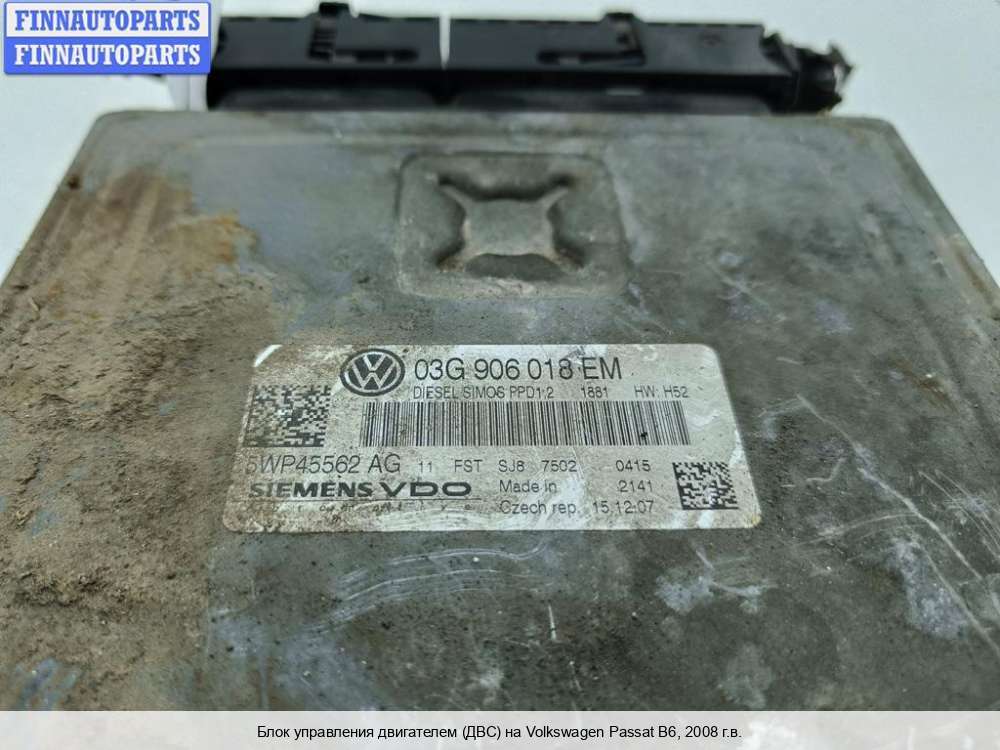 FINNAUTOPARTS
FINNAUTOPARTS
03G 906 018 EM
DIESEL SIMOS PPD1.2 1881 HW: H52
5WP45562 AG 11 FST SJ8 7502 0415
SIEMENS VDO Made in 2141
Czech rep. 15.12.07
Блок управления двигателем (ДВС) на Volkswagen Passat B6, 2008 г.в.